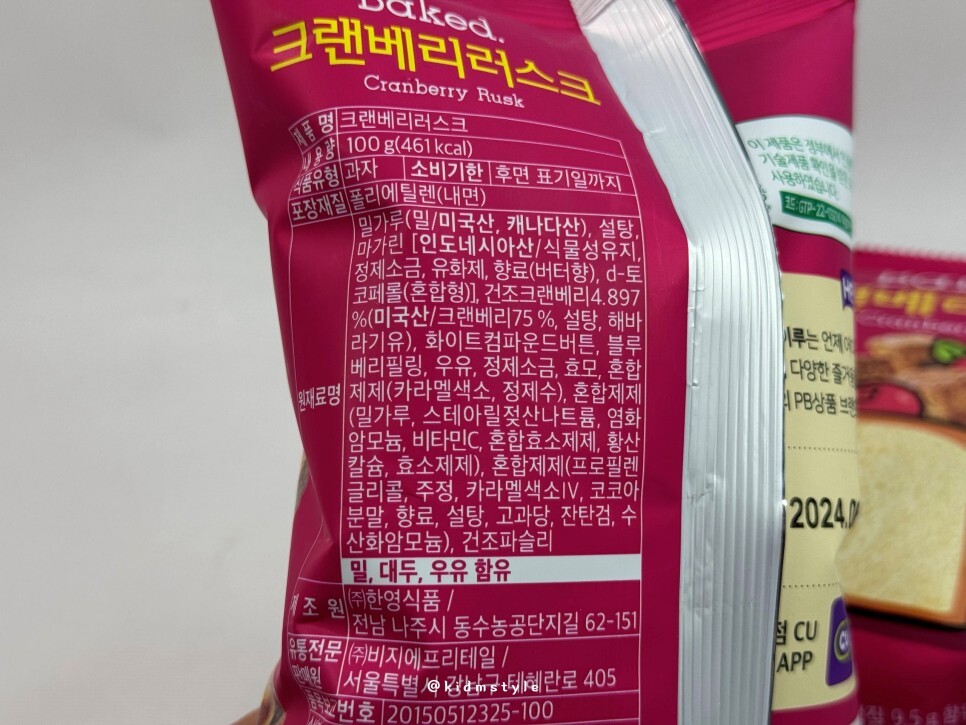 Baked.
크랜베리러스크
Cranberry Rusk
제품명 크랜베리러스크
내용량 100g(461kcal)
식품유형 과자 소비기한 후면 표기일까지
포장재질 폴리에틸렌(내면)
원재료명 밀가루(밀/미국산, 캐나다산), 설탕,
마가린 [인도네시아산/식물성유지,
정제소금, 유화제, 향료(버터향), d-토
코페롤(혼합형)], 건조크랜베리4.897
%(미국산/크랜베리75%, 설탕, 해바
라기유), 화이트컴파운드버튼, 블루
베리필링, 우유, 정제소금, 효모, 혼합
제제(카라멜색소, 정제수), 혼합제제
(밀가루, 스테아릴젖산나트륨, 염화
암모늄, 비타민C, 혼합효소제제, 황산
칼슘, 효소제제), 혼합제제(프로필렌
글리콜, 주정, 카라멜색소IV, 코코아
분말, 향료, 설탕, 고과당, 잔탄검, 수
산화암모늄), 건조파슬리
밀, 대두, 우유 함유
제조원 ㈜한영식품 /
전남 나주시 동수농공단지길 62-151
유통전문판매원 ㈜비지에프리테일 /
서울특별시 강남구 테헤란로 405
번호 20150512325-100
@kidmstyle
이 제품은 정부에서
기술제품 확인을
사용하였습니다
코드: GTP-22-
이루는 언제
다양한 즐거
PB상품 브랜
2024.0
점 CU
APP
CU